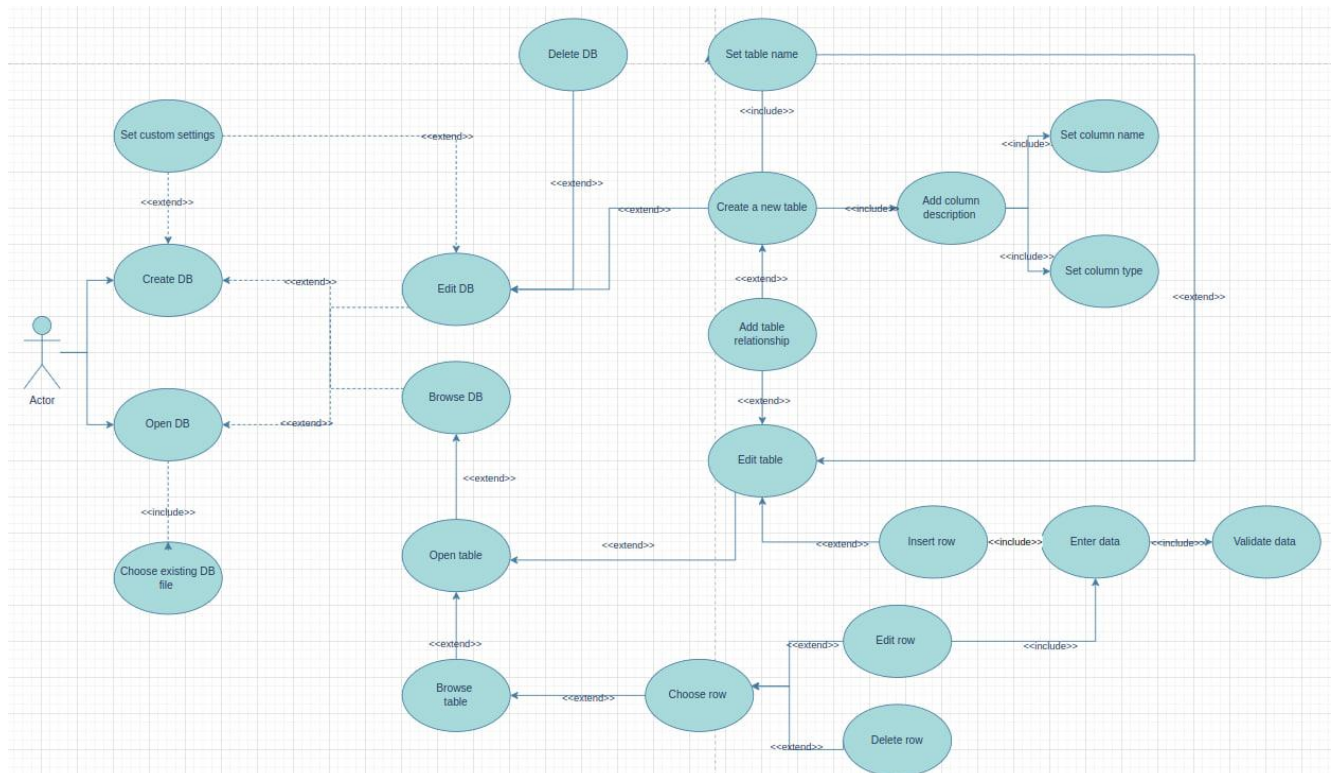 Delete DB
Set table name
<<include>>
Set custom settings
<<extend>>
Set column name
<<include>>
<<extend>>
<<extend>>
Create a new table
<<extend>>
<<include>>
Add column
description
<<include>>
Set column type
Create DB
<<extend>>
Edit DB
<<extend>>
<<extend>>
Add table
relationship
Actor
Browse DB
<<extend>>
Open DB
<<extend>>
Edit table
<<extend>>
<<include>>
Open table
<<extend>>
<<extend>>
Insert row
<<include>>
Enter data
<<include>>
Validate data
Choose existing DB
file
<<extend>>
Edit row
<<extend>>
<<include>>
Browse
table
<<extend>>
Choose row
<<extend>>
Delete row